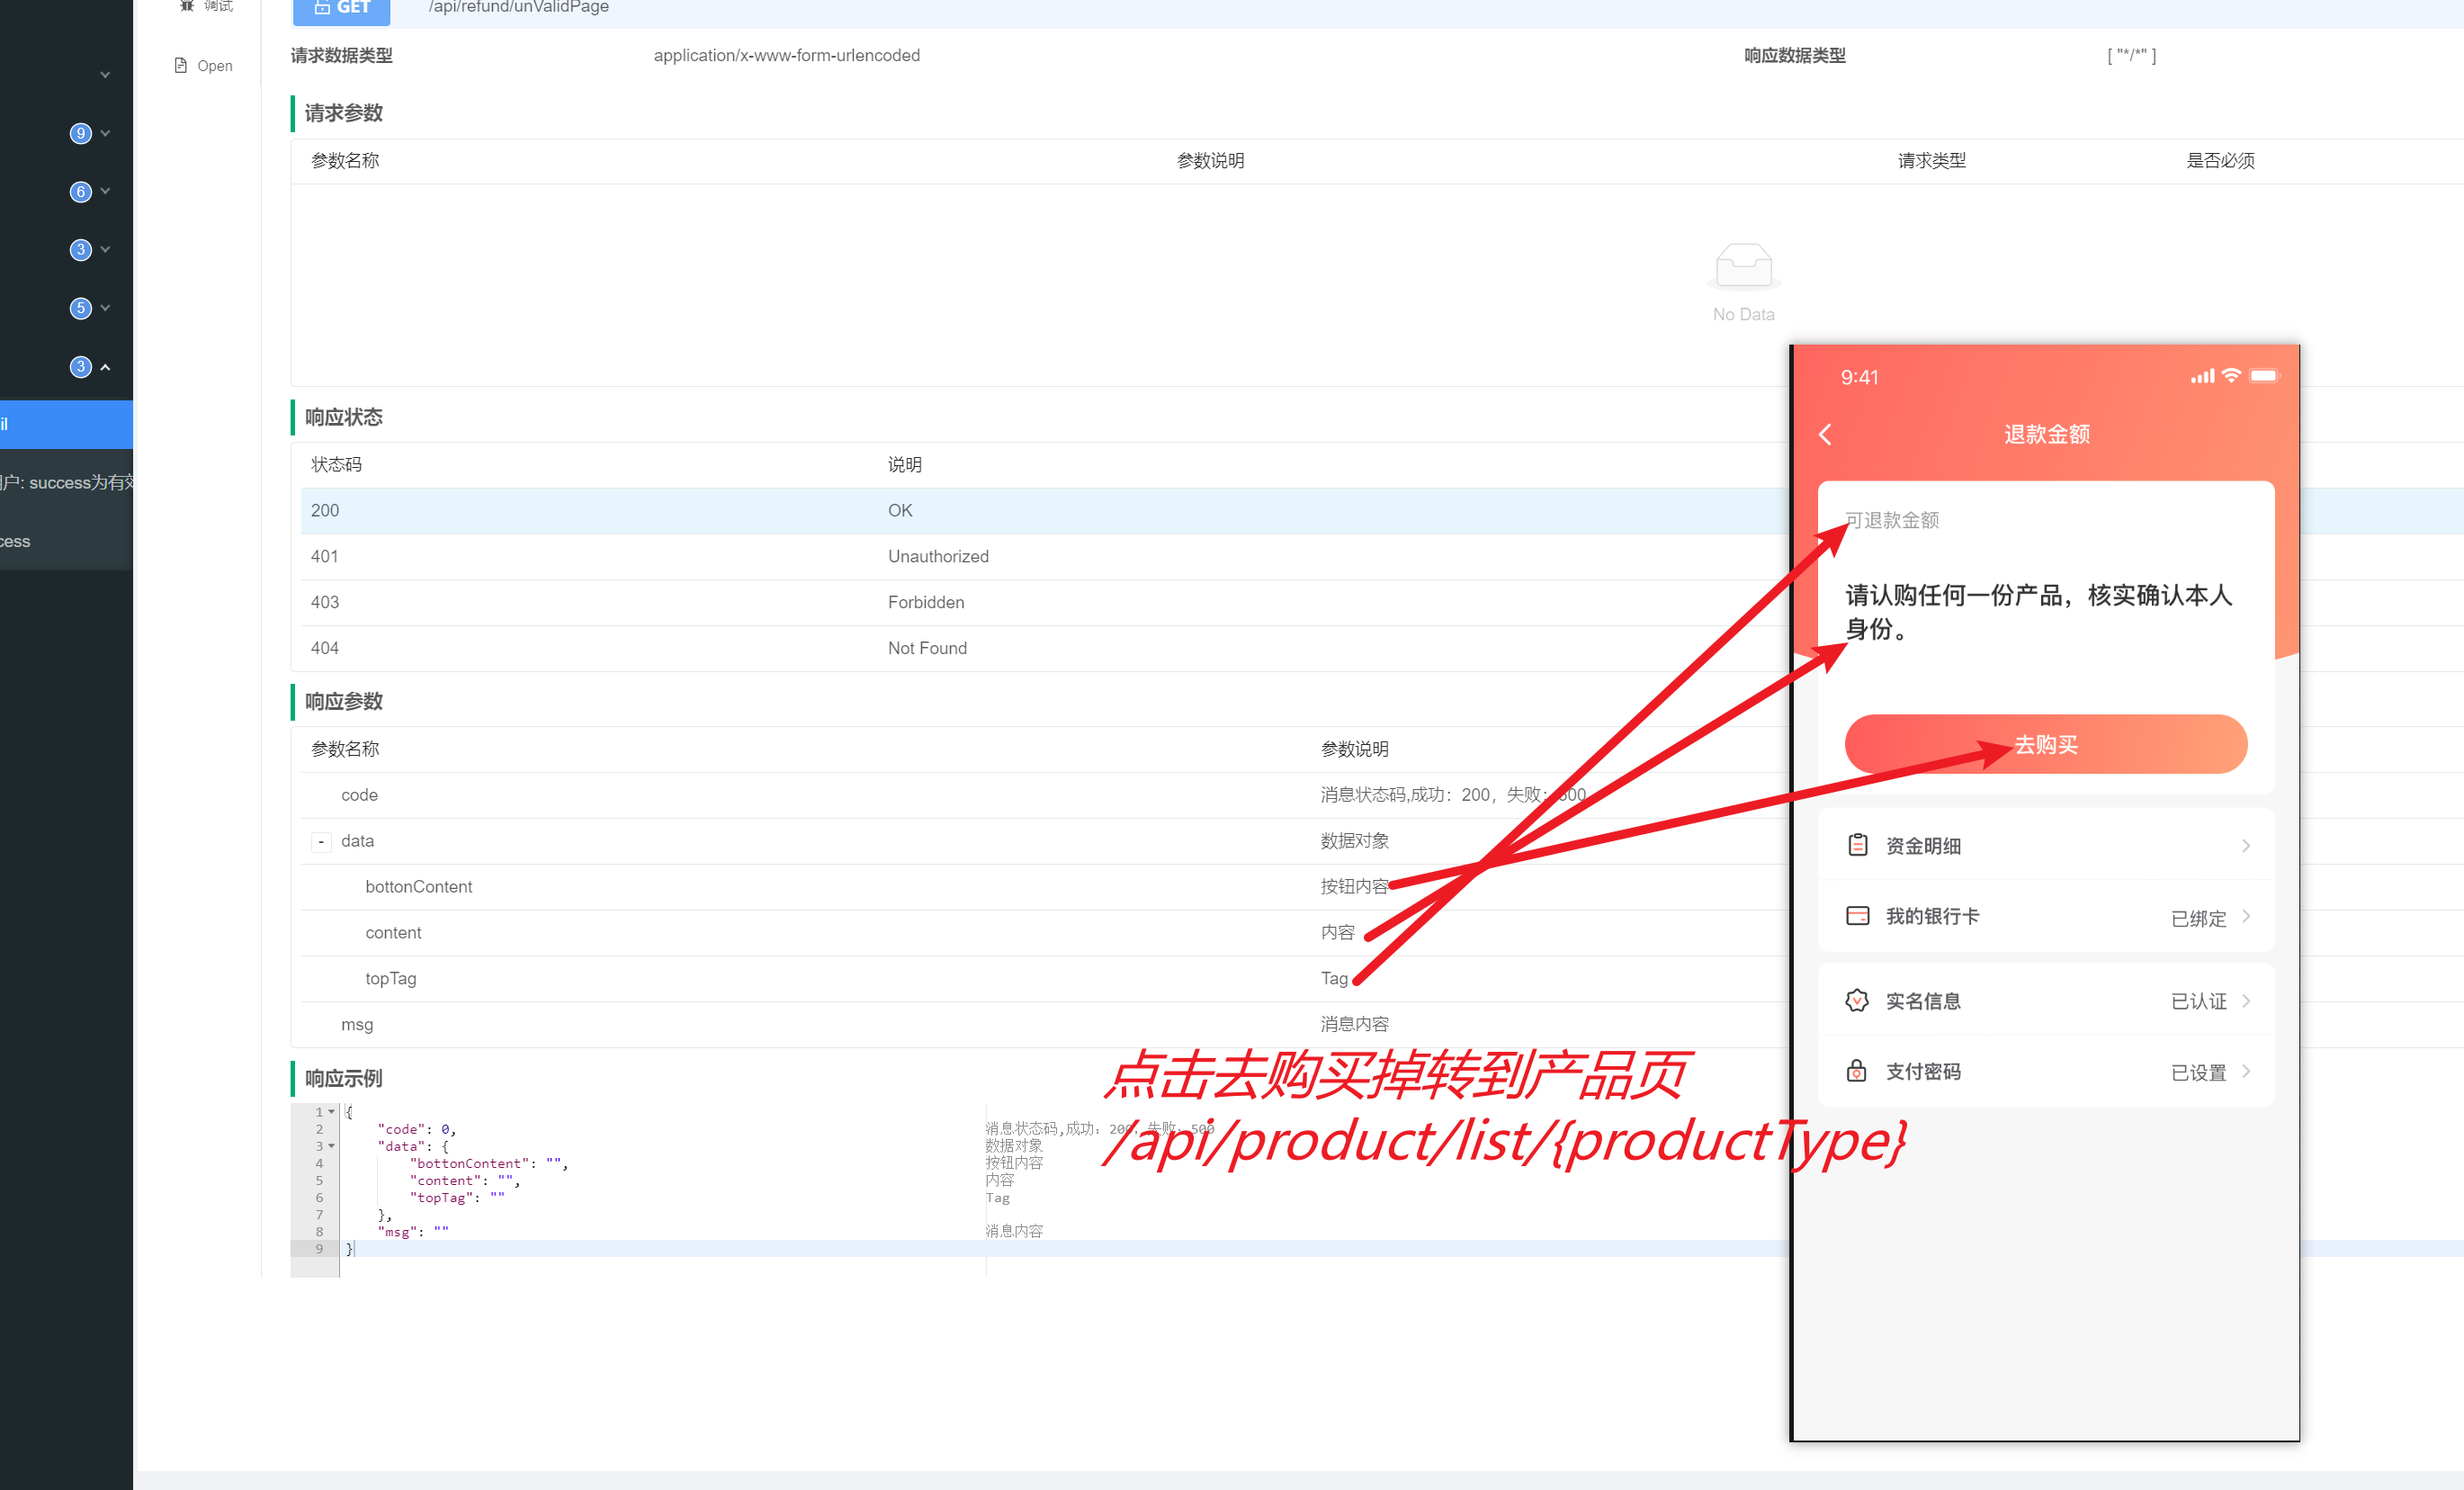 调试
GET /api/refund/unValidPage
Open
请求数据类型 application/x-www-form-urlencoded 响应数据类型 [ "*/*" ]
请求参数
参数名称 参数说明 请求类型 是否必须
No Data
9
6
3
5
3
il
户: success为有效
cess
响应状态
状态码 说明
200 OK
401 Unauthorized
403 Forbidden
404 Not Found
响应参数
参数名称 参数说明
code 消息状态码,成功：200，失败：500
- data 数据对象
bottonContent 按钮内容
content 内容
topTag Tag
msg 消息内容
响应示例
1 {
2 "code": 0, 消息状态码,成功：200，失败：500
3 "data": { 数据对象
4 "bottonContent": "", 按钮内容
5 "content": "", 内容
6 "topTag": "" Tag
7 },
8 "msg": "" 消息内容
9 }
点击去购买掉转到产品页
/api/product/list/{productType}
9:41
退款金额
可退款金额
请认购任何一份产品，核实确认本人
身份。
去购买
资金明细
我的银行卡 已绑定
实名信息 已认证
支付密码 已设置